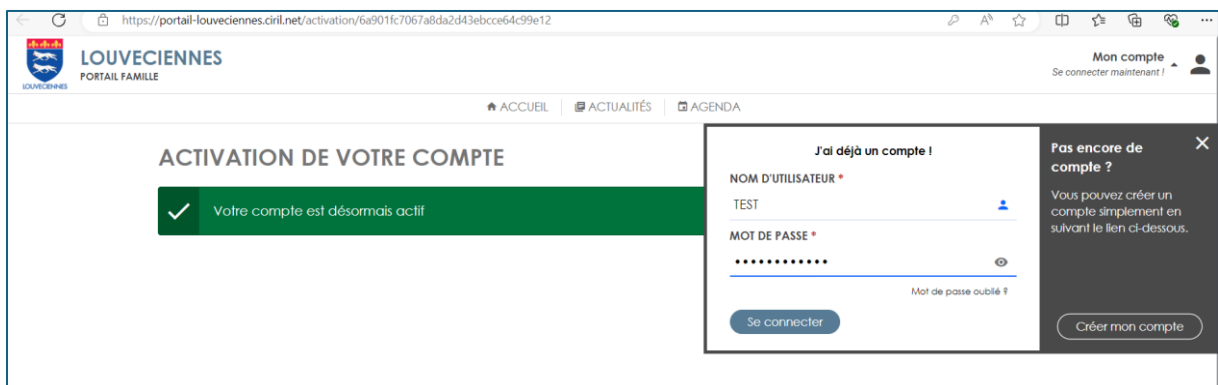 https://portail-louveciennes.ciril.net/activation/6a901fc7067a8da2d43ebcce64c99e12
LOUVECIENNES
LOUVECIENNES
PORTAIL FAMILLE
Mon compte
Se connecter maintenant !
ACCUEIL
ACTUALITÉS
AGENDA
ACTIVATION DE VOTRE COMPTE
Votre compte est désormais actif
J'ai déjà un compte !
NOM D'UTILISATEUR *
TEST
MOT DE PASSE *
••••••••••••
Mot de passe oublié ?
Se connecter
Pas encore de
compte ?
Vous pouvez créer un
compte simplement en
suivant le lien ci-dessous.
Créer mon compte